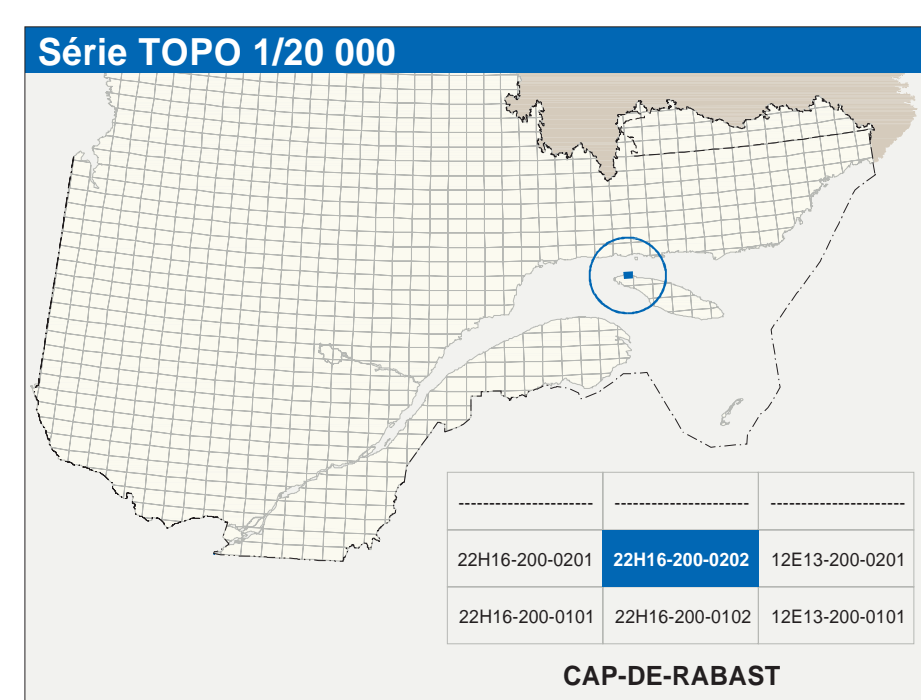 Série TOPO 1/20 000
-------------------- -------------------- --------------------
22H16-200-0201 22H16-200-0202 12E13-200-0201
22H16-200-0101 22H16-200-0102 12E13-200-0101
CAP-DE-RABAST